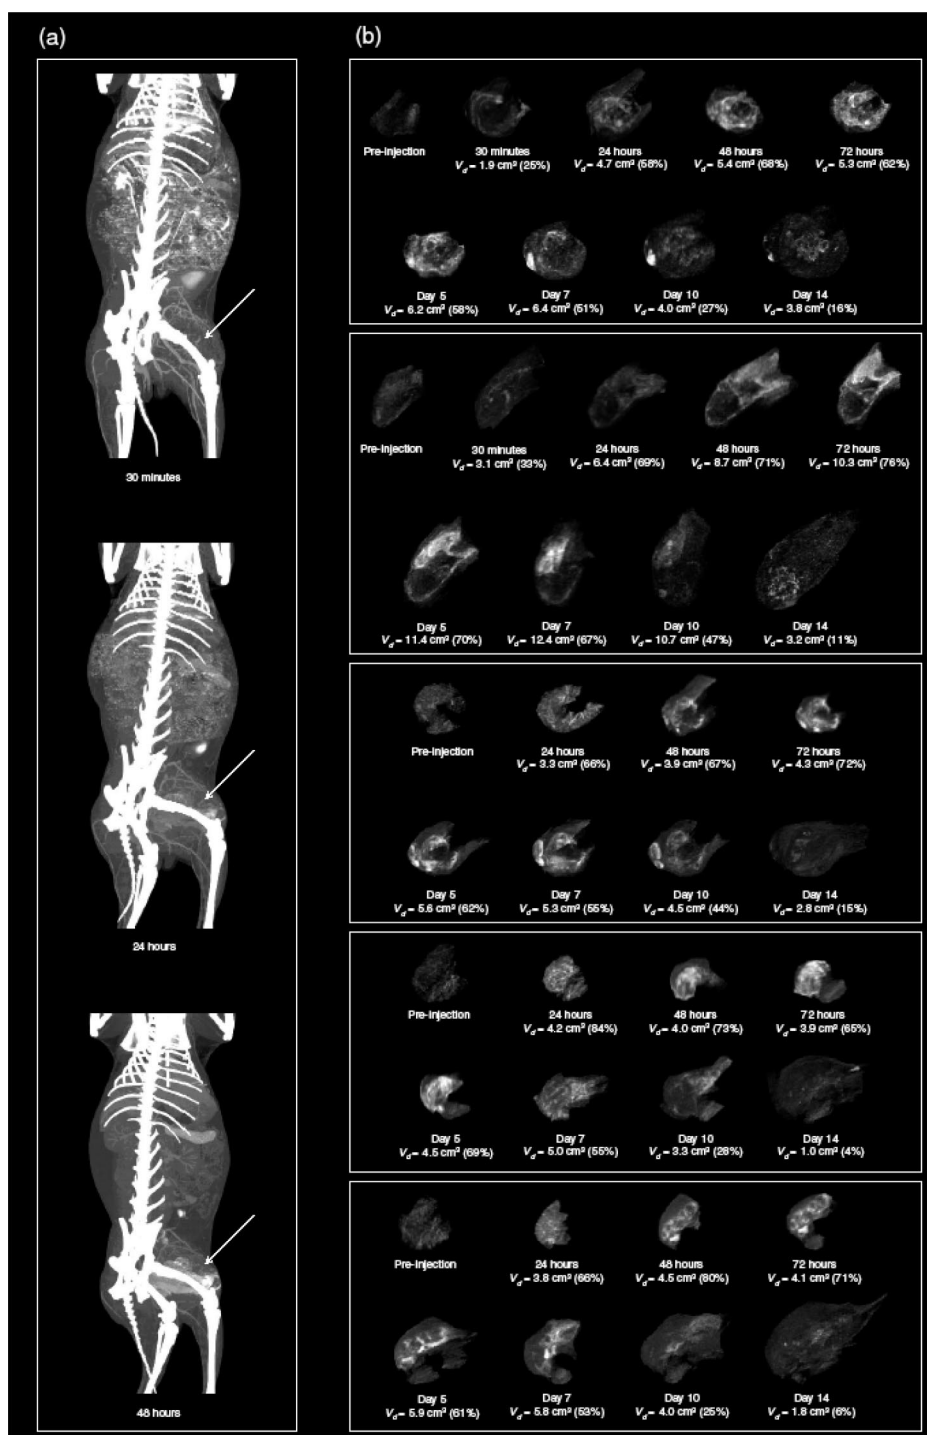 (a)
30 minutes
24 hours
48 hours
(b)
Pre-injection 30 minutes 24 hours 48 hours 72 hours
V_d = 1.9 cm³ (25%) V_d = 4.7 cm³ (58%) V_d = 5.4 cm³ (68%) V_d = 5.3 cm³ (62%)
Day 5 Day 7 Day 10 Day 14
V_d = 6.2 cm³ (58%) V_d = 6.4 cm³ (51%) V_d = 4.0 cm³ (27%) V_d = 3.8 cm³ (16%)
Pre-injection 30 minutes 24 hours 48 hours 72 hours
V_d = 3.1 cm³ (33%) V_d = 6.4 cm³ (69%) V_d = 8.7 cm³ (71%) V_d = 10.3 cm³ (76%)
Day 5 Day 7 Day 10 Day 14
V_d = 11.4 cm³ (70%) V_d = 12.4 cm³ (67%) V_d = 10.7 cm³ (47%) V_d = 3.2 cm³ (11%)
Pre-injection 24 hours 48 hours 72 hours
V_d = 3.3 cm³ (66%) V_d = 3.9 cm³ (67%) V_d = 4.3 cm³ (72%)
Day 5 Day 7 Day 10 Day 14
V_d = 5.6 cm³ (62%) V_d = 5.3 cm³ (55%) V_d = 4.5 cm³ (44%) V_d = 2.8 cm³ (15%)
Pre-injection 24 hours 48 hours 72 hours
V_d = 4.2 cm³ (84%) V_d = 4.0 cm³ (73%) V_d = 3.9 cm³ (65%)
Day 5 Day 7 Day 10 Day 14
V_d = 4.5 cm³ (69%) V_d = 5.0 cm³ (55%) V_d = 3.3 cm³ (28%) V_d = 1.0 cm³ (4%)
Pre-injection 24 hours 48 hours 72 hours
V_d = 3.8 cm³ (66%) V_d = 4.5 cm³ (80%) V_d = 4.1 cm³ (71%)
Day 5 Day 7 Day 10 Day 14
V_d = 5.9 cm³ (61%) V_d = 5.8 cm³ (53%) V_d = 4.0 cm³ (25%) V_d = 1.8 cm³ (6%)